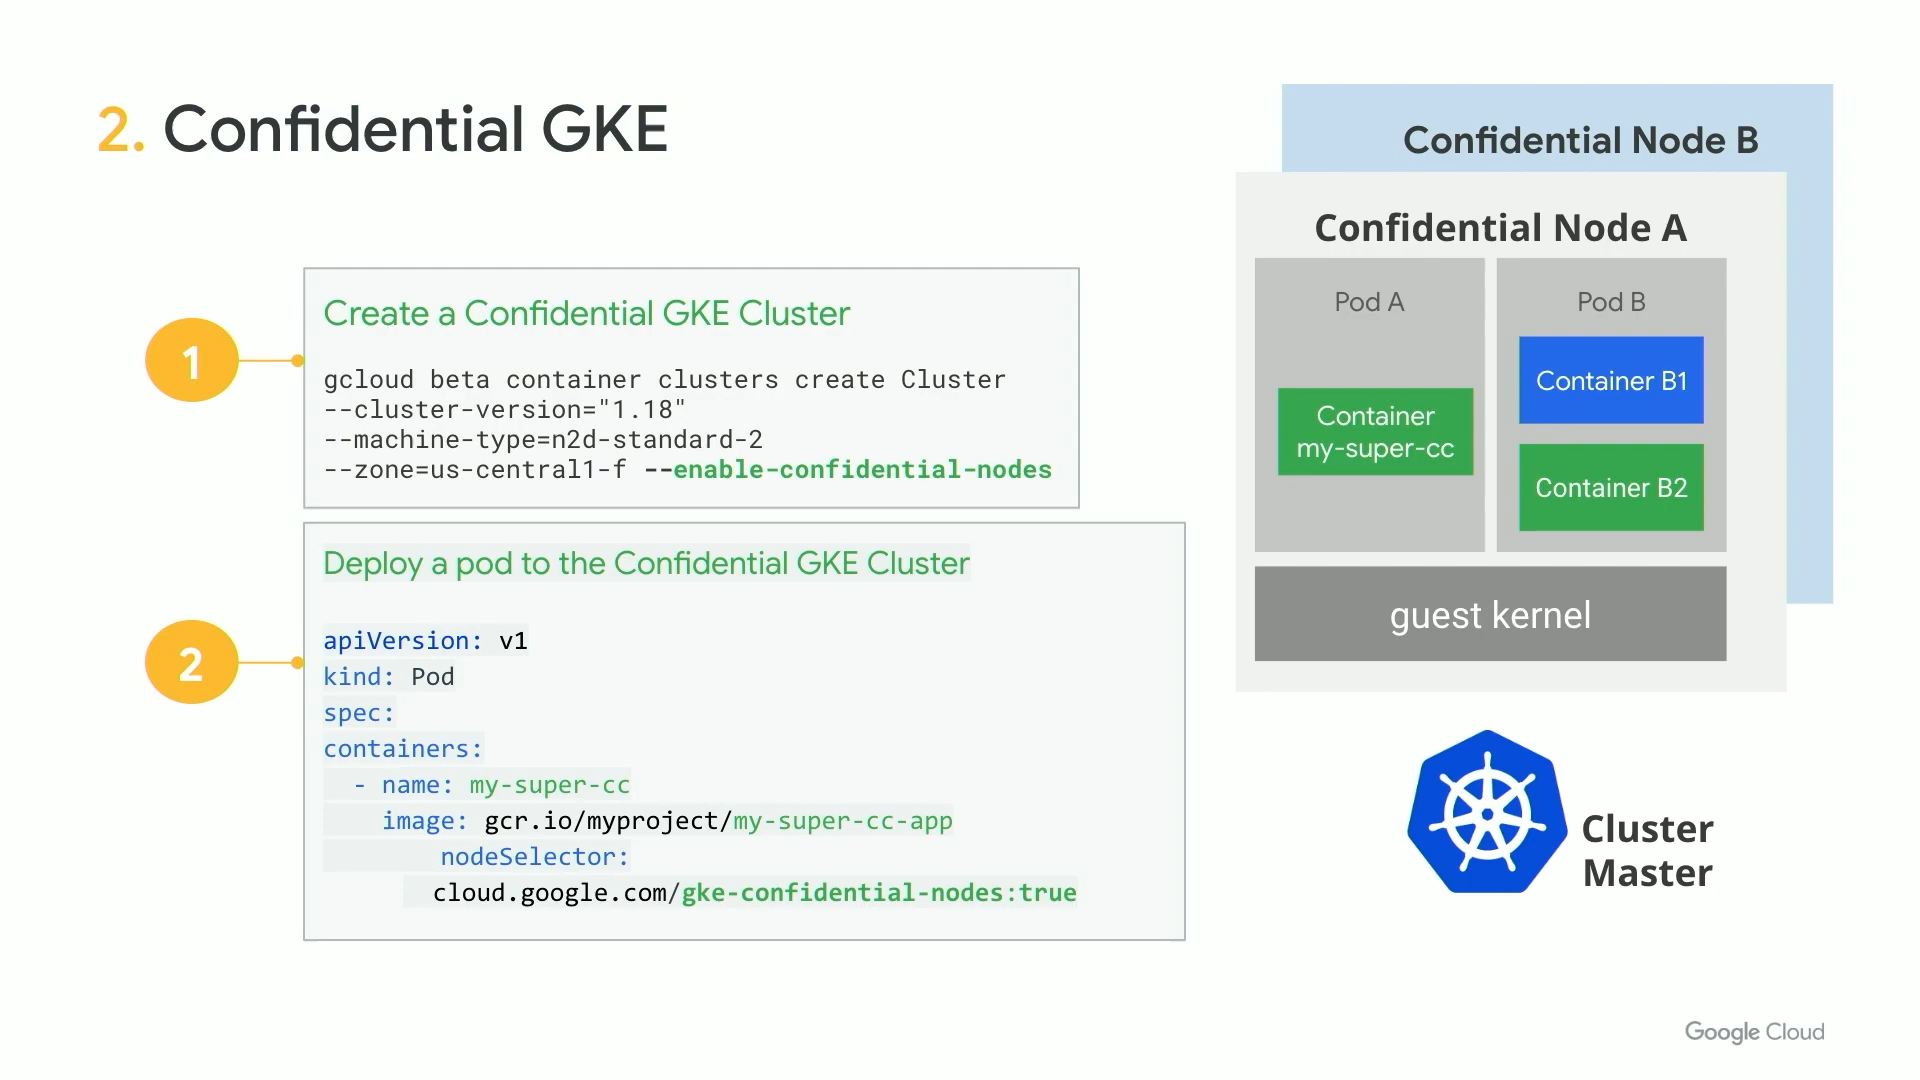 2. Confidential GKE
1
Create a Confidential GKE Cluster
gcloud beta container clusters create Cluster
--cluster-version="1.18"
--machine-type=n2d-standard-2
--zone=us-central1-f --enable-confidential-nodes
2
Deploy a pod to the Confidential GKE Cluster
apiVersion: v1
kind: Pod
spec:
containers:
- name: my-super-cc
image: gcr.io/myproject/my-super-cc-app
nodeSelector:
cloud.google.com/gke-confidential-nodes:true
Confidential Node B
Confidential Node A
Pod A
Container
my-super-cc
Pod B
Container B1
Container B2
guest kernel
Cluster
Master
Google Cloud